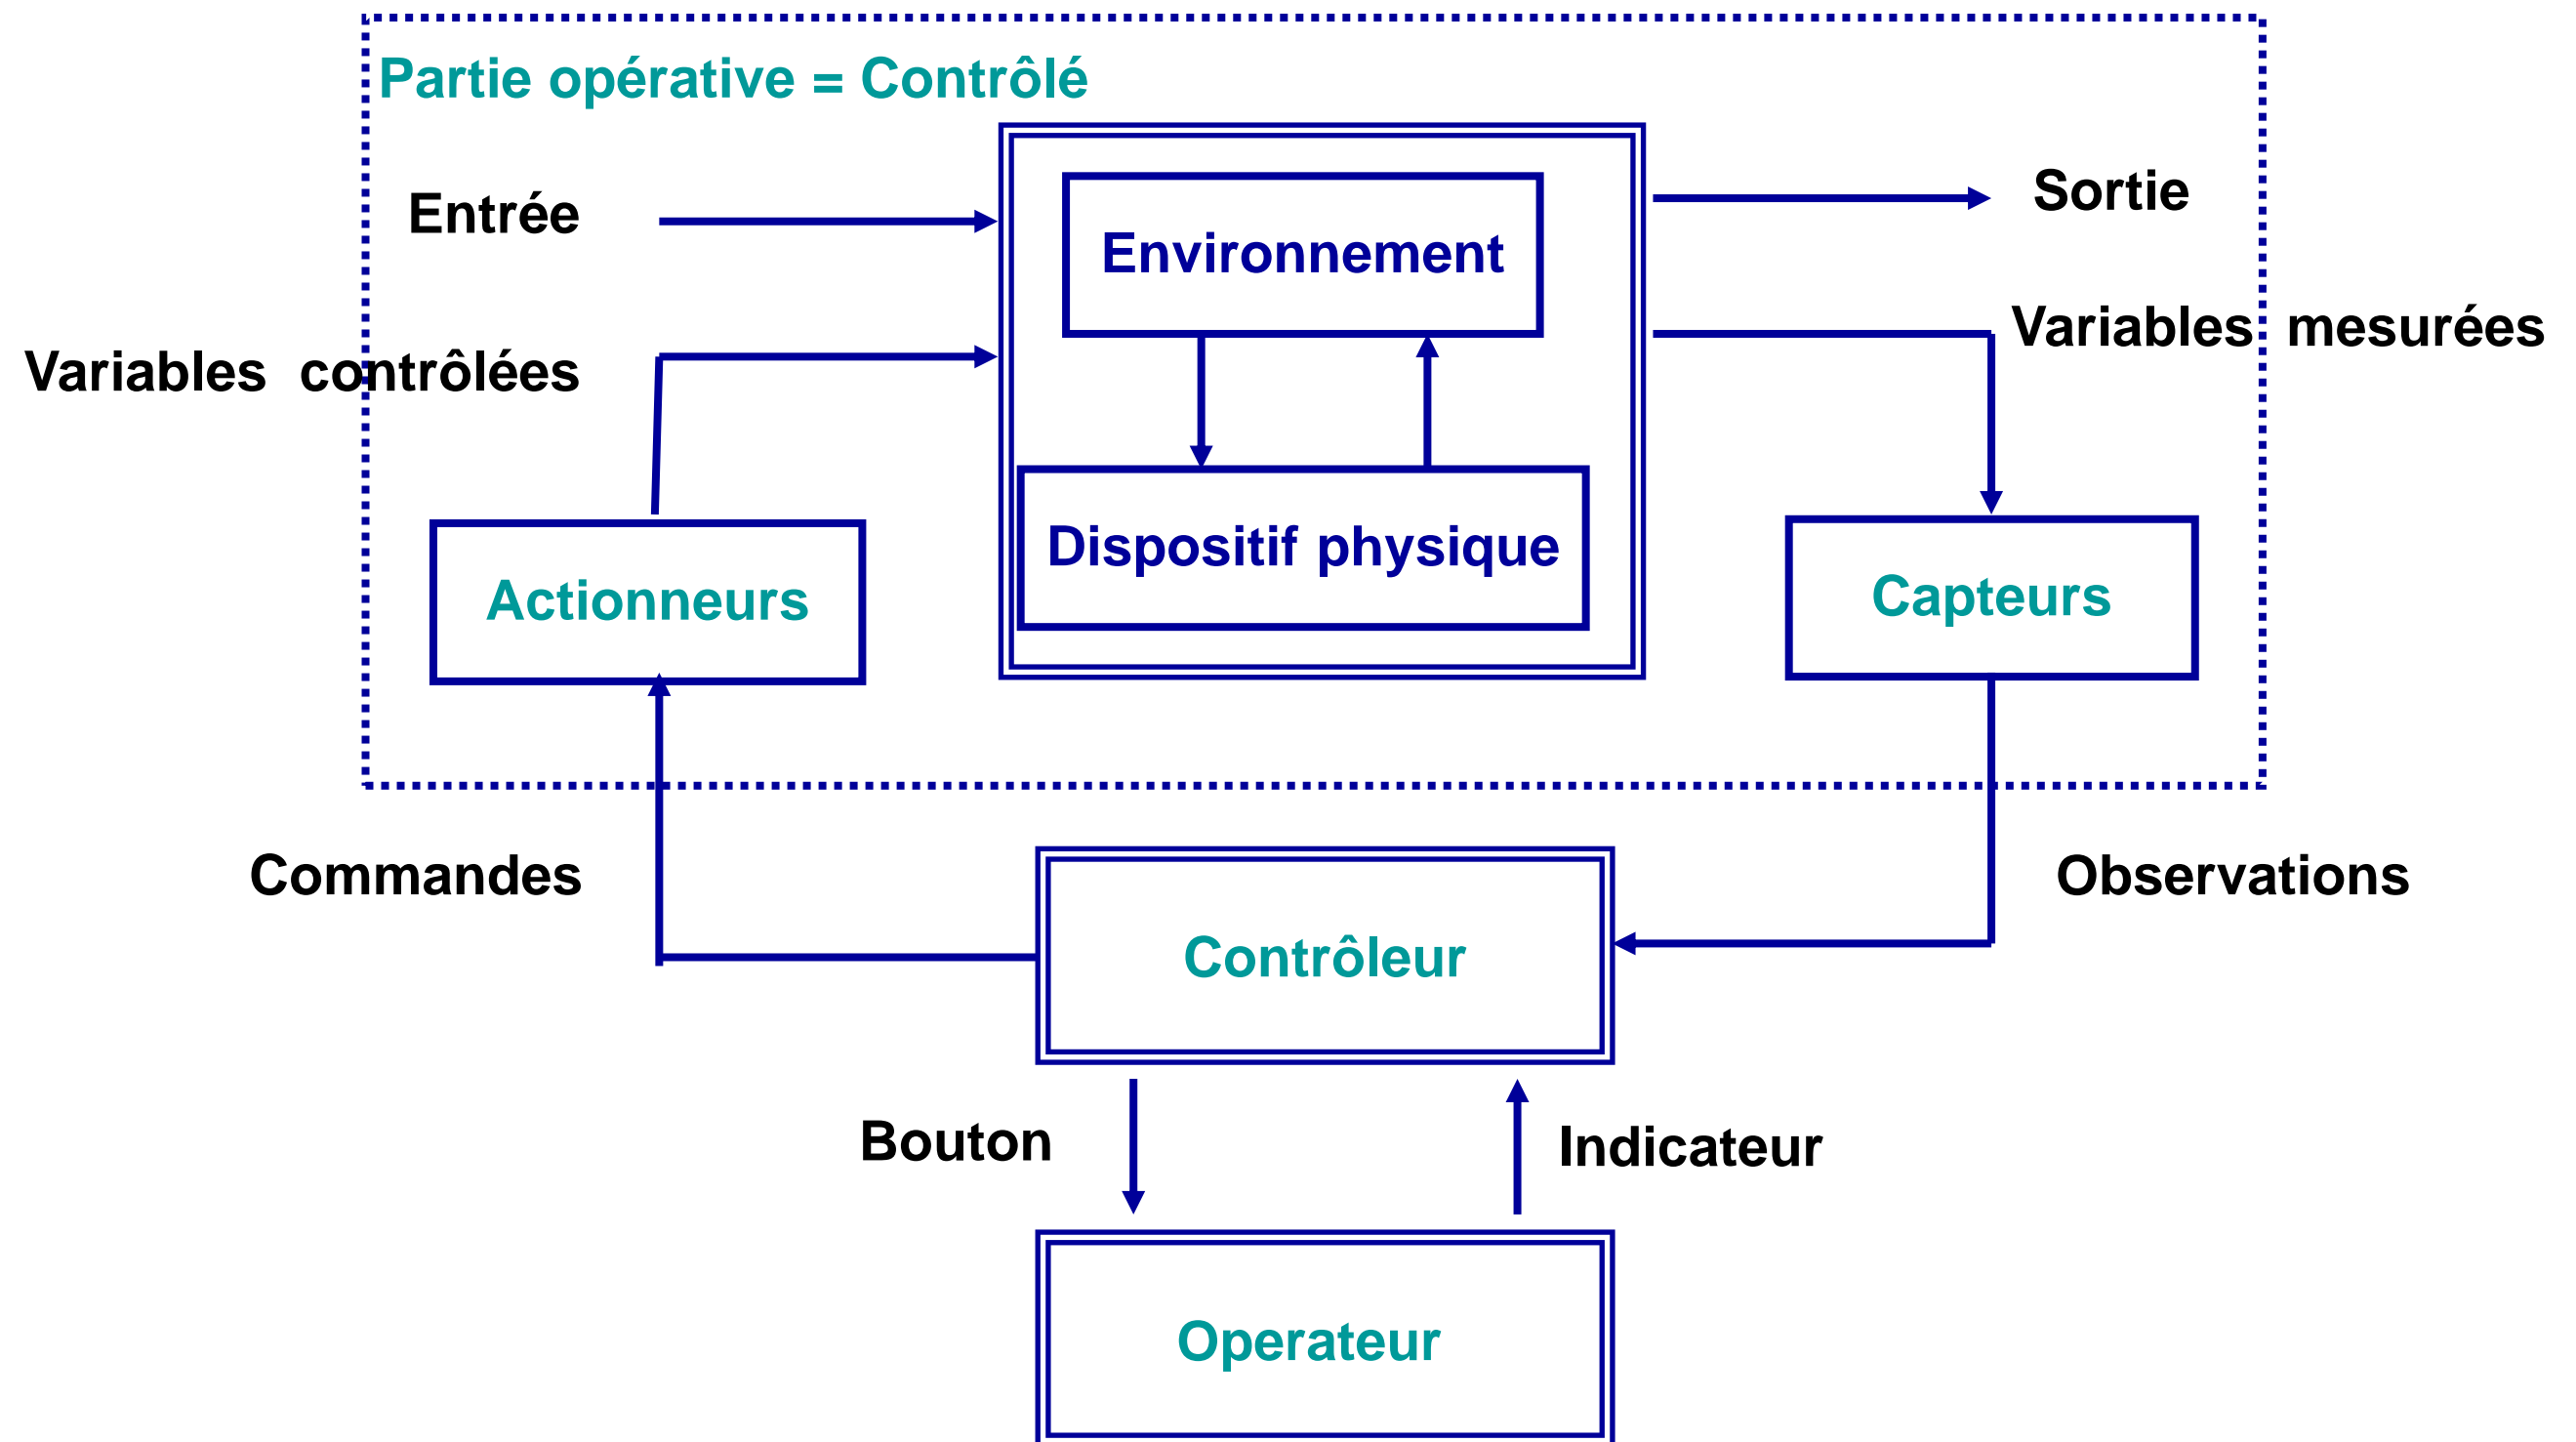 Partie opérative = Contrôlé
Entrée
Sortie
Environnement
Variables contrôlées
Variables mesurées
Dispositif physique
Actionneurs
Capteurs
Commandes
Observations
Contrôleur
Bouton
Indicateur
Operateur